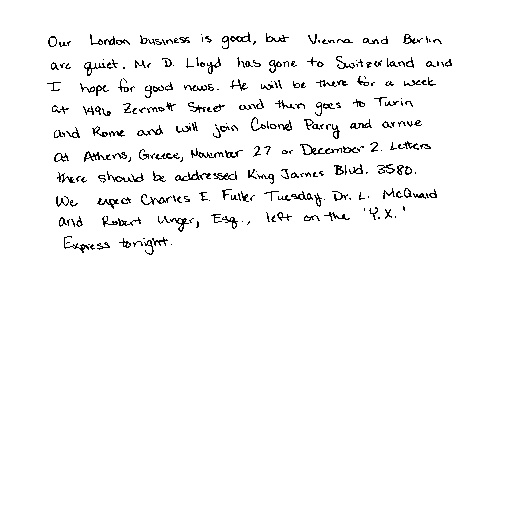 Our London business is good, but Vienna and Berlin
are quiet. Mr D. Lloyd has gone to Switzerland and
I hope for good news. He will be there for a week
at 1496 Zermott Street and then goes to Turin
and Rome and will join Colonel Parry and arrive
at Athens, Greece, November 27 or December 2. Letters
there should be addressed King James Blvd. 3580.
We expect Charles E. Fuller Tuesday. Dr. L. McQuaid
and Robert Unger, Esq., left on the 'Y.X.'
Express tonight.